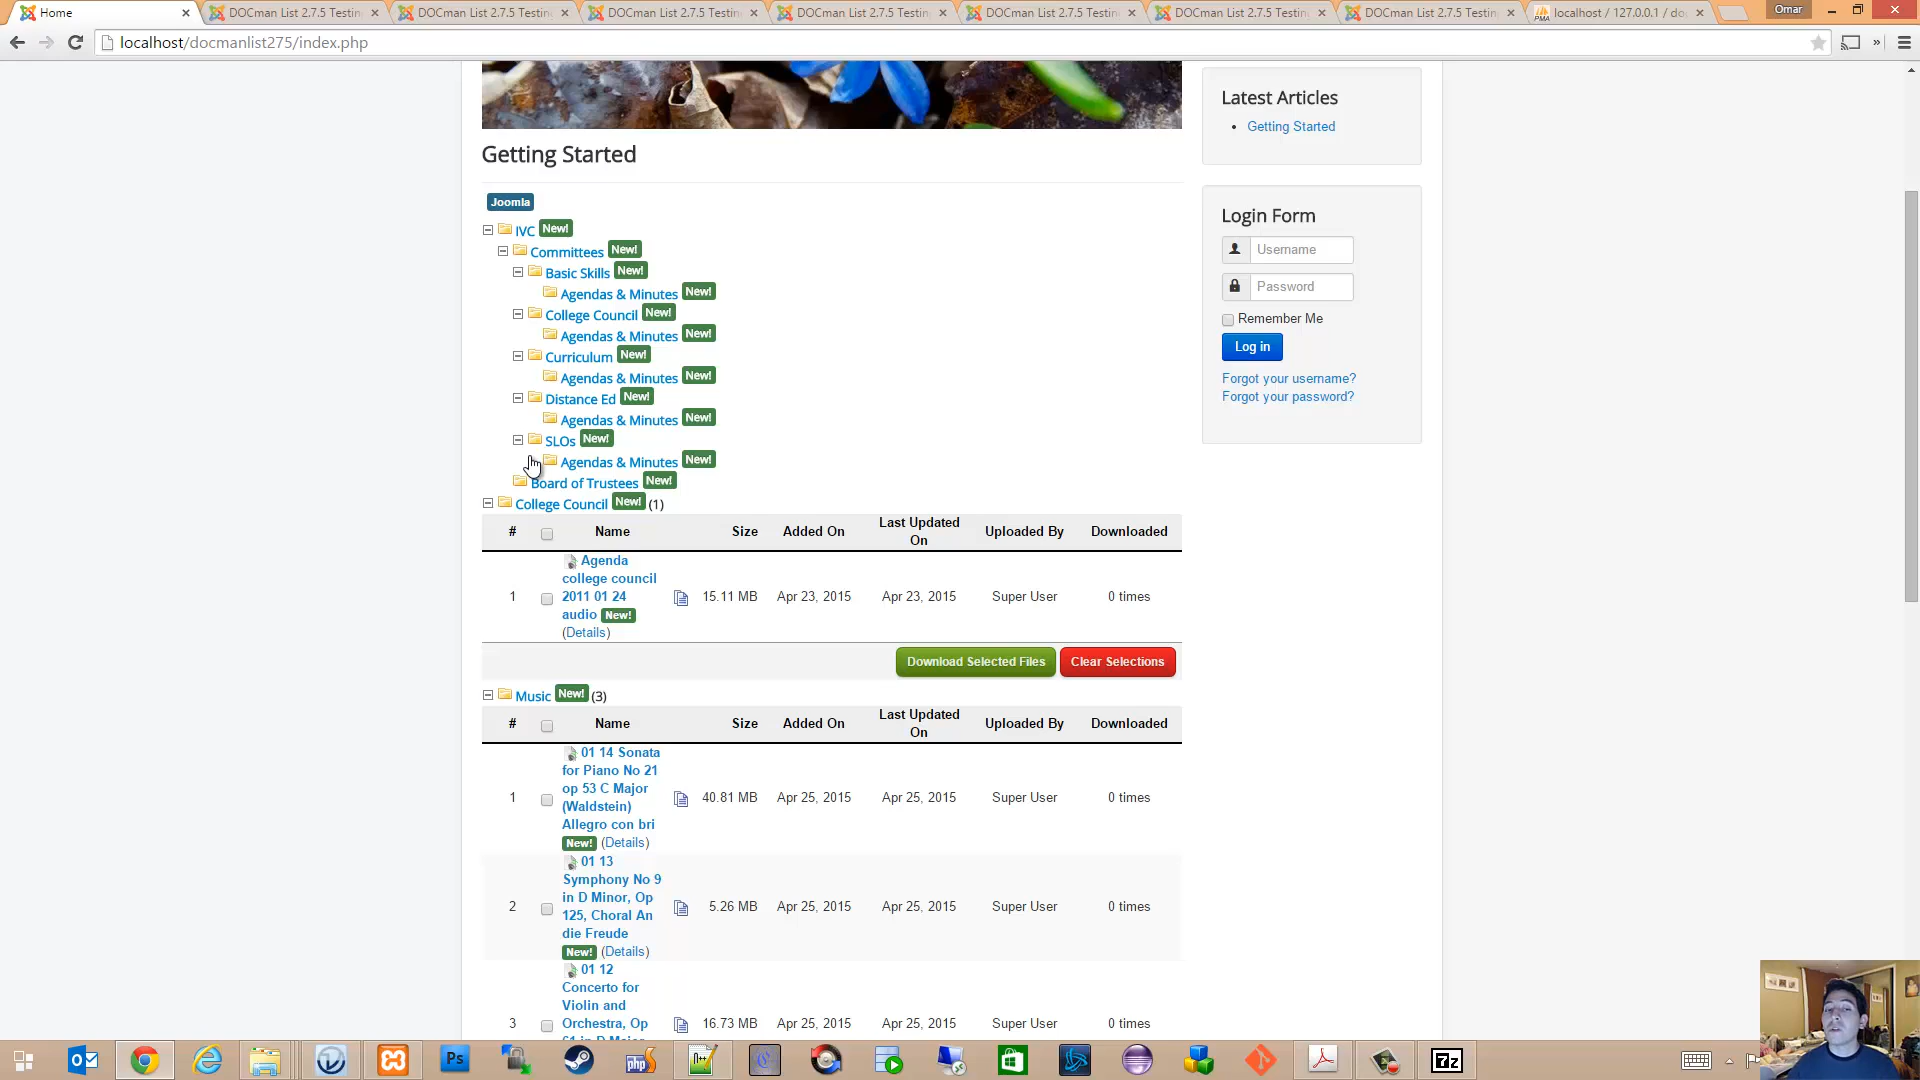 Home
DOCman List 2.7.5 Testin
DOCman List 2.7.5 Testin
DOCman List 2.7.5 Testin
DOCman List 2.7.5 Testin
DOCman List 2.7.5 Testin
DOCman List 2.7.5 Testin
DOCman List 2.7.5 Testin
localhost / 127.0.0.1 / do
Omar
localhost/docmanlist275/index.php
Getting Started
Joomla
IVC New!
Committees New!
Basic Skills New!
Agendas & Minutes New!
College Council New!
Agendas & Minutes New!
Curriculum New!
Agendas & Minutes New!
Distance Ed New!
Agendas & Minutes New!
SLOs New!
Agendas & Minutes New!
Board of Trustees New!
College Council New! (1)
# Name Size Added On Last Updated On Uploaded By Downloaded
1 Agenda college council 2011 01 24 audio New! (Details) 15.11 MB Apr 23, 2015 Apr 23, 2015 Super User 0 times
Download Selected Files Clear Selections
Music New! (3)
# Name Size Added On Last Updated On Uploaded By Downloaded
1 01 14 Sonata for Piano No 21 op 53 C Major (Waldstein) Allegro con bri New! (Details) 40.81 MB Apr 25, 2015 Apr 25, 2015 Super User 0 times
2 01 13 Symphony No 9 in D Minor, Op 125, Choral An die Freude New! (Details) 5.26 MB Apr 25, 2015 Apr 25, 2015 Super User 0 times
3 01 12 Concerto for Violin and Orchestra, Op 16.73 MB Apr 25, 2015 Apr 25, 2015 Super User 0 times
Latest Articles
Getting Started
Login Form
Username
Password
Remember Me
Log in
Forgot your username?
Forgot your password?
Ps
php
7z